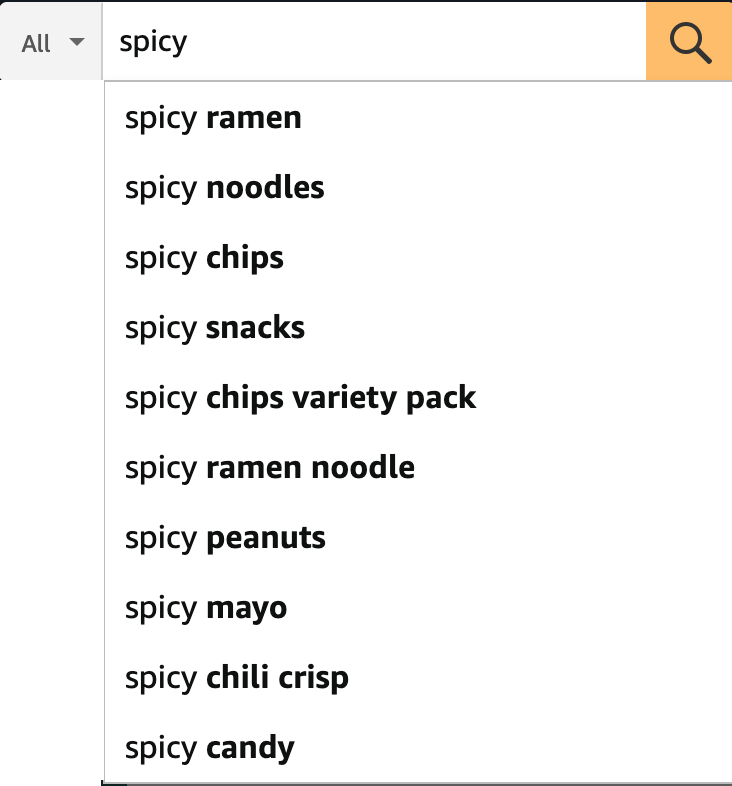 All spicy
spicy ramen
spicy noodles
spicy chips
spicy snacks
spicy chips variety pack
spicy ramen noodle
spicy peanuts
spicy mayo
spicy chili crisp
spicy candy